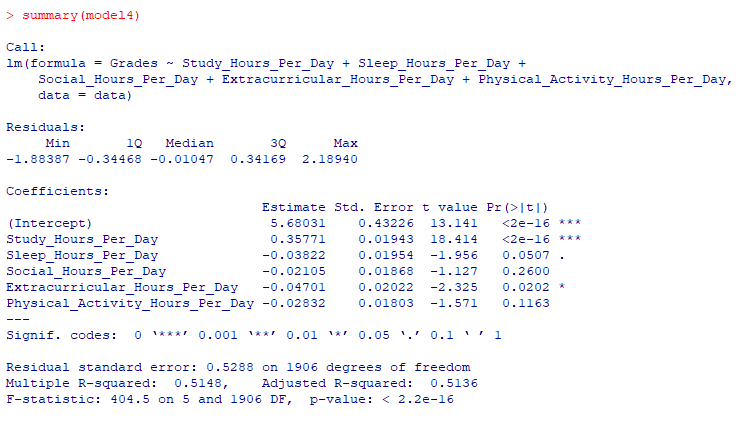 > summary(model4)
Call:
lm(formula = Grades ~ Study_Hours_Per_Day + Sleep_Hours_Per_Day +
    Social_Hours_Per_Day + Extracurricular_Hours_Per_Day + Physical_Activity_Hours_Per_Day,
    data = data)
Residuals:
     Min       1Q   Median       3Q      Max
-1.88387 -0.34468 -0.01047  0.34169  2.18940
Coefficients:
                                Estimate Std. Error t value Pr(>|t|)
(Intercept)                      5.68031    0.43226  13.141   <2e-16 ***
Study_Hours_Per_Day              0.35771    0.01943  18.414   <2e-16 ***
Sleep_Hours_Per_Day             -0.03822    0.01954  -1.956   0.0507 .
Social_Hours_Per_Day            -0.02105    0.01868  -1.127   0.2600
Extracurricular_Hours_Per_Day   -0.04701    0.02022  -2.325   0.0202 *
Physical_Activity_Hours_Per_Day -0.02832    0.01803  -1.571   0.1163
---
Signif. codes:  0 ‘***’ 0.001 ‘**’ 0.01 ‘*’ 0.05 ‘.’ 0.1 ‘ ’ 1
Residual standard error: 0.5288 on 1906 degrees of freedom
Multiple R-squared:  0.5148,    Adjusted R-squared:  0.5136
F-statistic: 404.5 on 5 and 1906 DF,  p-value: < 2.2e-16